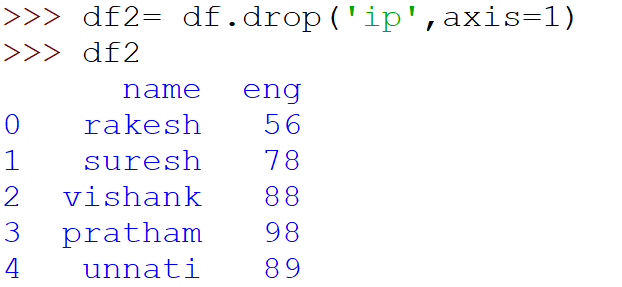 >>> df2= df.drop('ip',axis=1)
>>> df2
      name  eng
0   rakesh   56
1   suresh   78
2  vishank   88
3  pratham   98
4   unnati   89